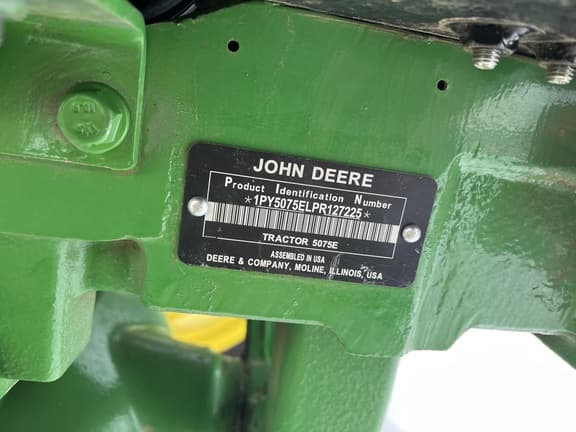 JOHN DEERE
Product Identification Number
*1PY5075ELPR127225*
TRACTOR 5075E
ASSEMBLED IN USA
DEERE & COMPANY, MOLINE, ILLINOIS, USA